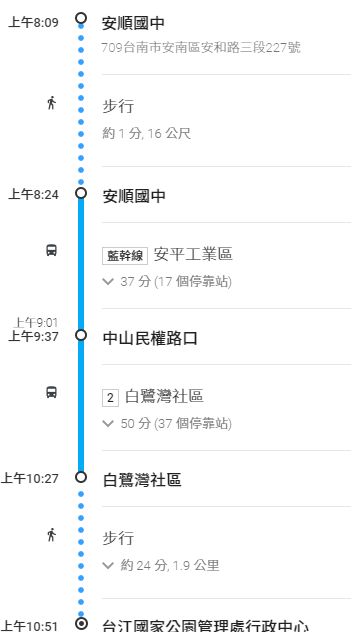 上午8:09 安順國中
709台南市安南區安和路三段227號
步行
約 1 分, 16 公尺
上午8:24 安順國中
藍幹線 安平工業區
37 分 (17 個停靠站)
上午9:01
上午9:37 中山民權路口
2 白鷺灣社區
50 分 (37 個停靠站)
上午10:27 白鷺灣社區
步行
約 24 分, 1.9 公里
上午10:51 台江國家公園管理處行政中心